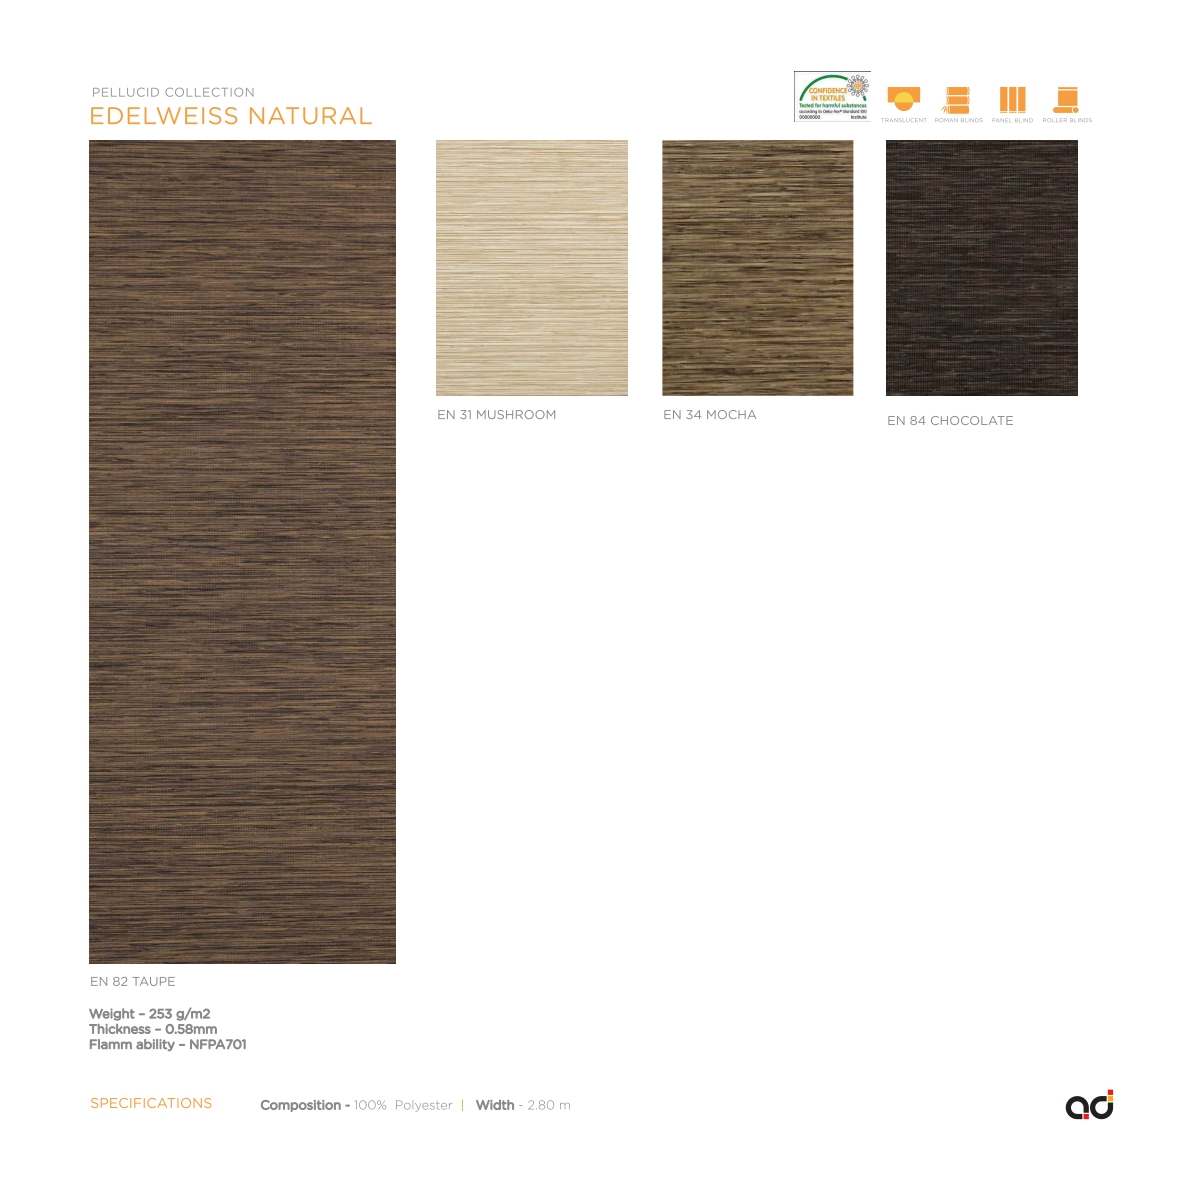 PELLUCID COLLECTION
EDELWEISS NATURAL
CONFIDENCE
IN TEXTILES
Tested for harmful substances
according to Oeko-Tex® Standard 100
00000000 Institute
TRANSLUCENT ROMAN BLINDS PANEL BLIND ROLLER BLINDS
EN 31 MUSHROOM
EN 34 MOCHA
EN 84 CHOCOLATE
EN 82 TAUPE
Weight – 253 g/m2
Thickness – 0.58mm
Flamm ability – NFPA701
SPECIFICATIONS
Composition - 100% Polyester | Width - 2.80 m